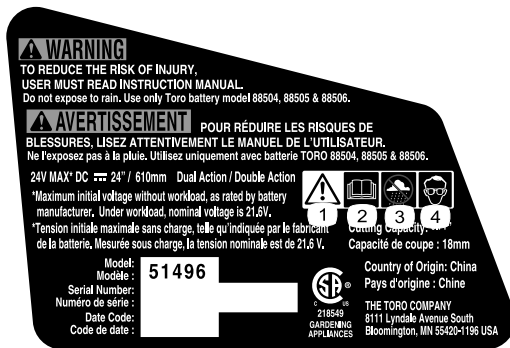 WARNING
TO REDUCE THE RISK OF INJURY,
USER MUST READ INSTRUCTION MANUAL.
Do not expose to rain. Use only Toro battery model 88504, 88505 & 88506.
AVERTISSEMENT POUR RÉDUIRE LES RISQUES DE
BLESSURES, LISEZ ATTENTIVEMENT LE MANUEL DE L'UTILISATEUR.
Ne l'exposez pas à la pluie. Utilisez uniquement avec batterie TORO 88504, 88505 & 88506.
24V MAX* DC 24"/ 610mm Dual Action / Double Action
*Maximum initial voltage without workload, as rated by battery
manufacturer. Under workload, nominal voltage is 21.6V.
*Tension initiale maximale sans charge, telle qu'indiquée par le fabricant
de la batterie. Mesurée sous charge, la tension nominale est de 21,6 V.
1 2 3 4
Cutting Capacity:
Capacité de coupe : 18mm
Model:
Modèle :
51496
Serial Number:
Numéro de série :
Date Code:
Code de date :
SA
C US
218549
GARDENING
APPLIANCES
Country of Origin: China
Pays d'origine : Chine
THE TORO COMPANY
8111 Lyndale Avenue South
Bloomington, MN 55420-1196 USA